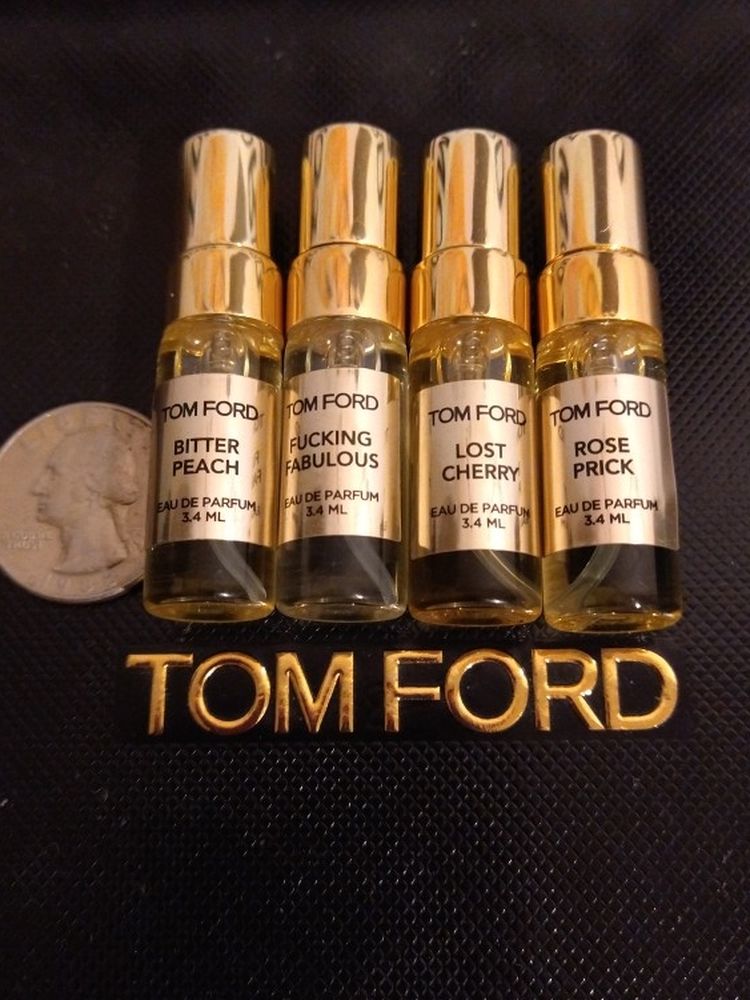 TOM FORD
BITTER
PEACH
EAU DE PARFUM
3.4 ML
TOM FORD
FUCKING
FABULOUS
EAU DE PARFUM
3.4 ML
TOM FORD
LOST
CHERRY
EAU DE PARFUM
3.4 ML
TOM FORD
ROSE
PRICK
EAU DE PARFUM
3.4 ML
TOM FORD